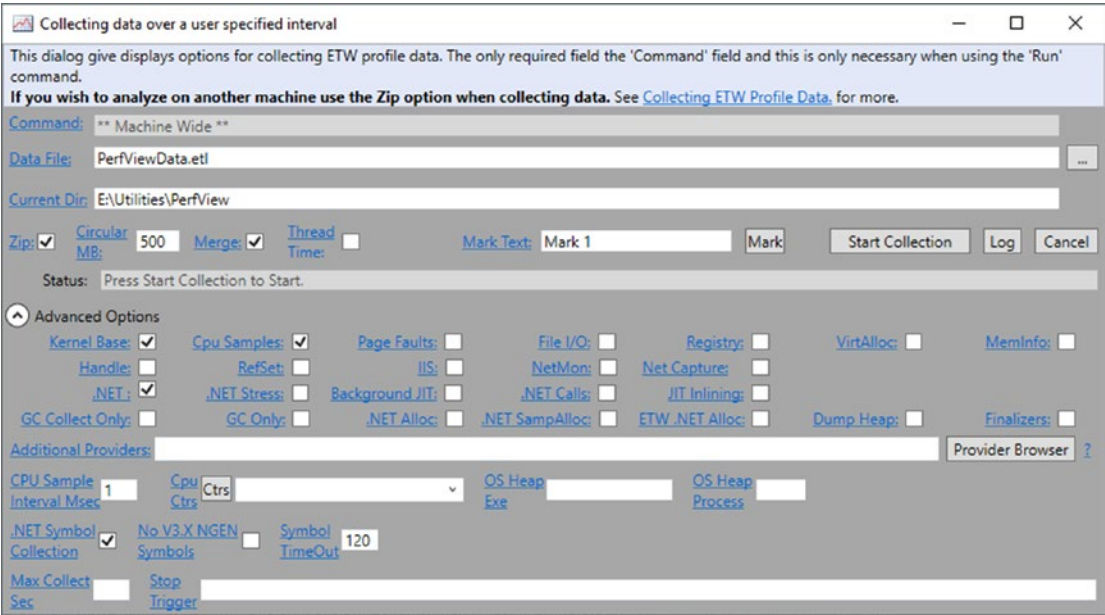 Collecting data over a user specified interval
This dialog give displays options for collecting ETW profile data. The only required field the 'Command' field and this is only necessary when using the 'Run'
command.
If you wish to analyze on another machine use the Zip option when collecting data. See Collecting ETW Profile Data. for more.
Command: ** Machine Wide **
Data File: PerfViewData.etl ...
Current Dir: E:\Utilities\PerfView
Zip: Circular MB: 500 Merge: Thread Time: Mark Text: Mark 1 Mark Start Collection Log Cancel
Status: Press Start Collection to Start.
Advanced Options
Kernel Base: Cpu Samples: Page Faults: File I/O: Registry: VirtAlloc: MemInfo:
Handle: RefSet: IIS: NetMon: Net Capture:
.NET : .NET Stress: Background JIT: .NET Calls: JIT Inlining:
GC Collect Only: GC Only: .NET Alloc: .NET SampAlloc: ETW .NET Alloc: Dump Heap: Finalizers:
Additional Providers: Provider Browser ?
CPU Sample Interval Msec 1 Cpu Ctrs Ctrs OS Heap Exe OS Heap Process
.NET Symbol Collection No V3.X NGEN Symbols Symbol TimeOut 120
Max Collect Sec Stop Trigger